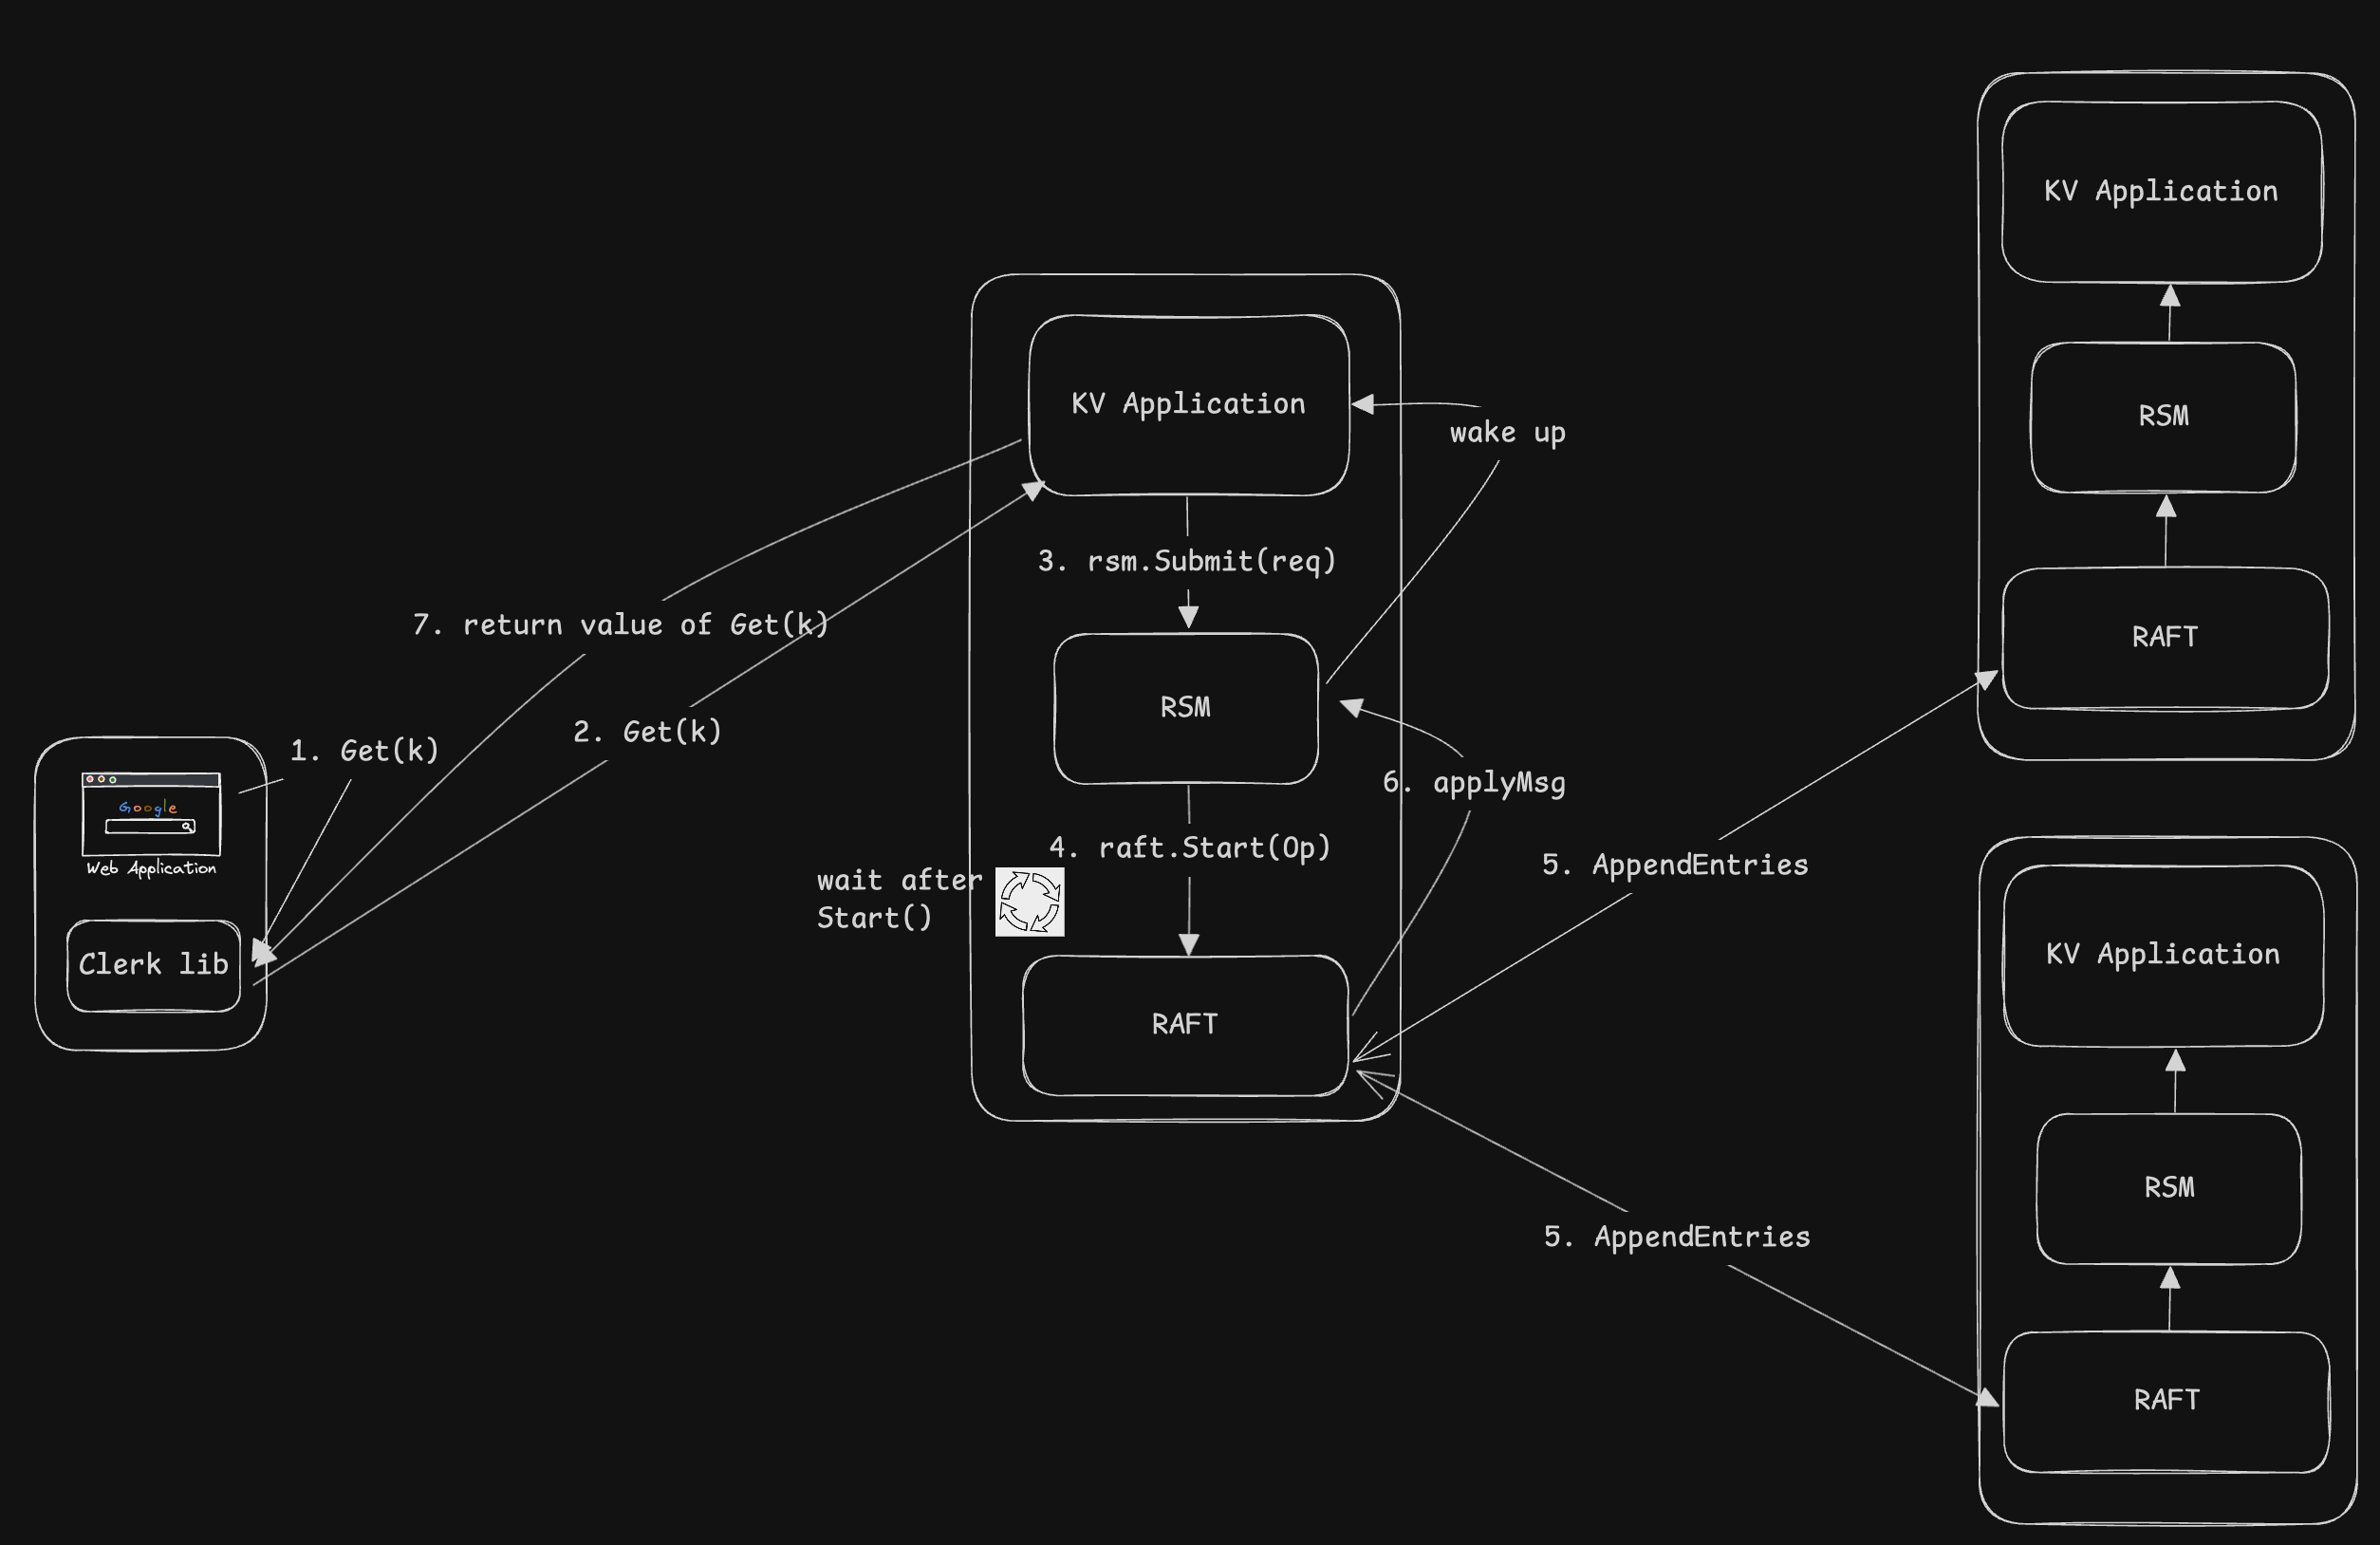 KV Application
RSM
RAFT
KV Application
wake up
3. rsm.Submit(req)
RSM
6. applyMsg
4. raft.Start(Op)
wait after
Start()
RAFT
7. return value of Get(k)
2. Get(k)
1. Get(k)
Google
Web Application
Clerk lib
5. AppendEntries
5. AppendEntries
KV Application
RSM
RAFT